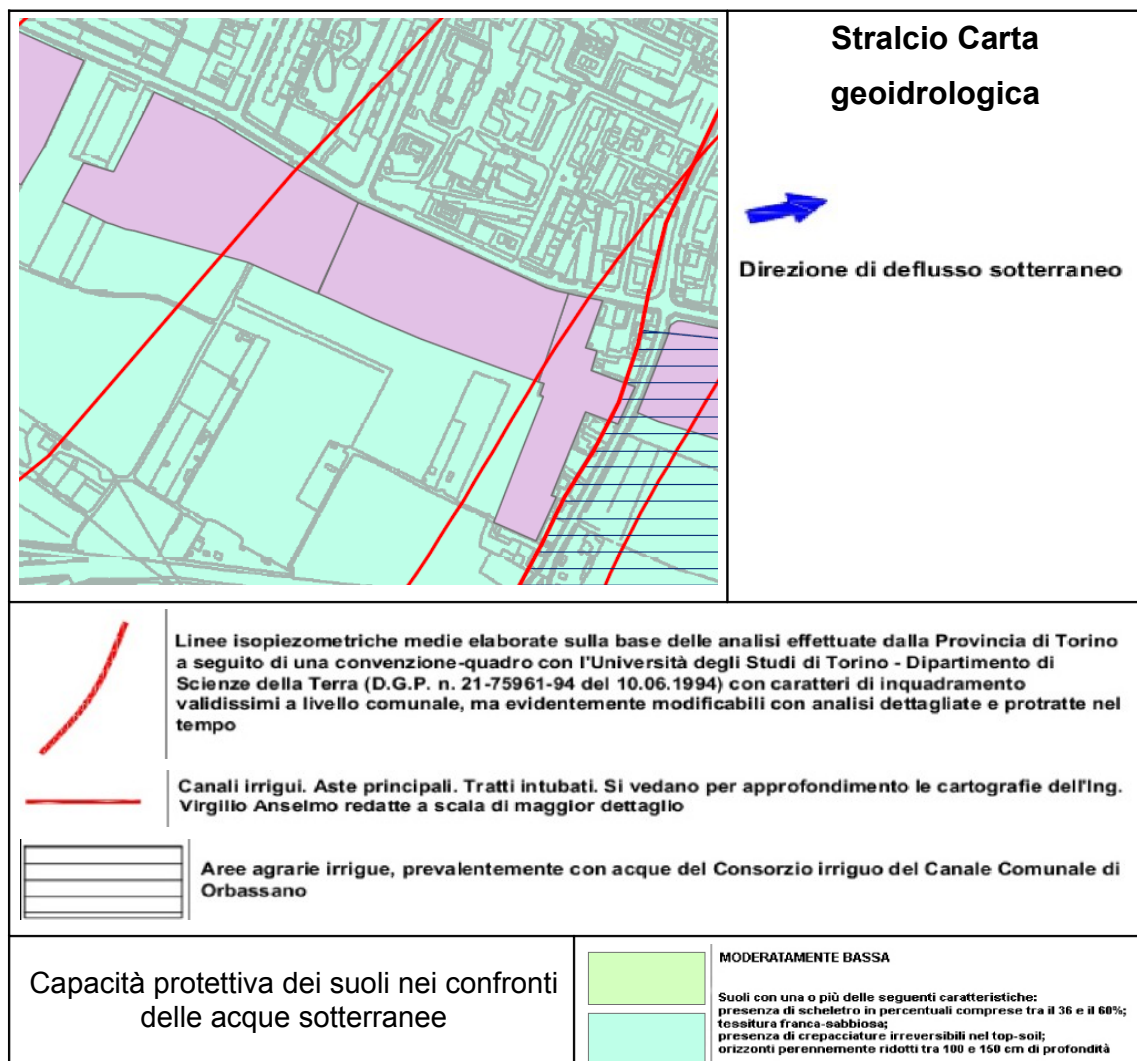 Stralcio Carta
geoidrologica
Direzione di deflusso sotterraneo
Linee isopiezometriche medie elaborate sulla base delle analisi effettuate dalla Provincia di Torino
a seguito di una convenzione-quadro con l'Università degli Studi di Torino - Dipartimento di
Scienze della Terra (D.G.P. n. 21-75961-94 del 10.06.1994) con caratteri di inquadramento
validissimi a livello comunale, ma evidentemente modificabili con analisi dettagliate e protratte nel
tempo
Canali irrigui. Aste principali. Tratti intubati. Si vedano per approfondimento le cartografie dell'Ing.
Virgilio Anselmo redatte a scala di maggior dettaglio
Aree agrarie irrigue, prevalentemente con acque del Consorzio irriguo del Canale Comunale di
Orbassano
Capacità protettiva dei suoli nei confronti
delle acque sotterranee
MODERATAMENTE BASSA
Suoli con una o più delle seguenti caratteristiche:
presenza di scheletro in percentuali comprese tra il 36 e il 60%;
tessitura franca-sabbiosa;
presenza di crepacciature irreversibili nel top-soil;
orizzonti perennemente ridotti tra 100 e 150 cm di profondità